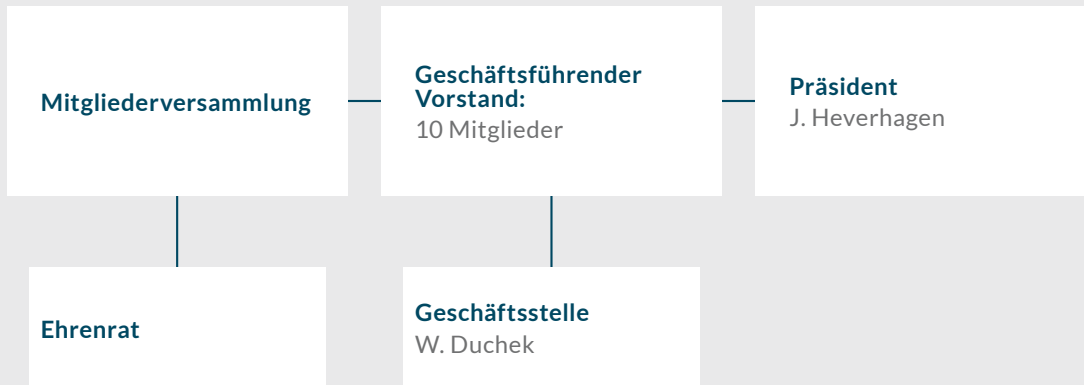 Mitgliederversammlung
Geschäftsführender
Vorstand:
10 Mitglieder
Präsident
J. Heverhagen
Ehrenrat
Geschäftsstelle
W. Duchek